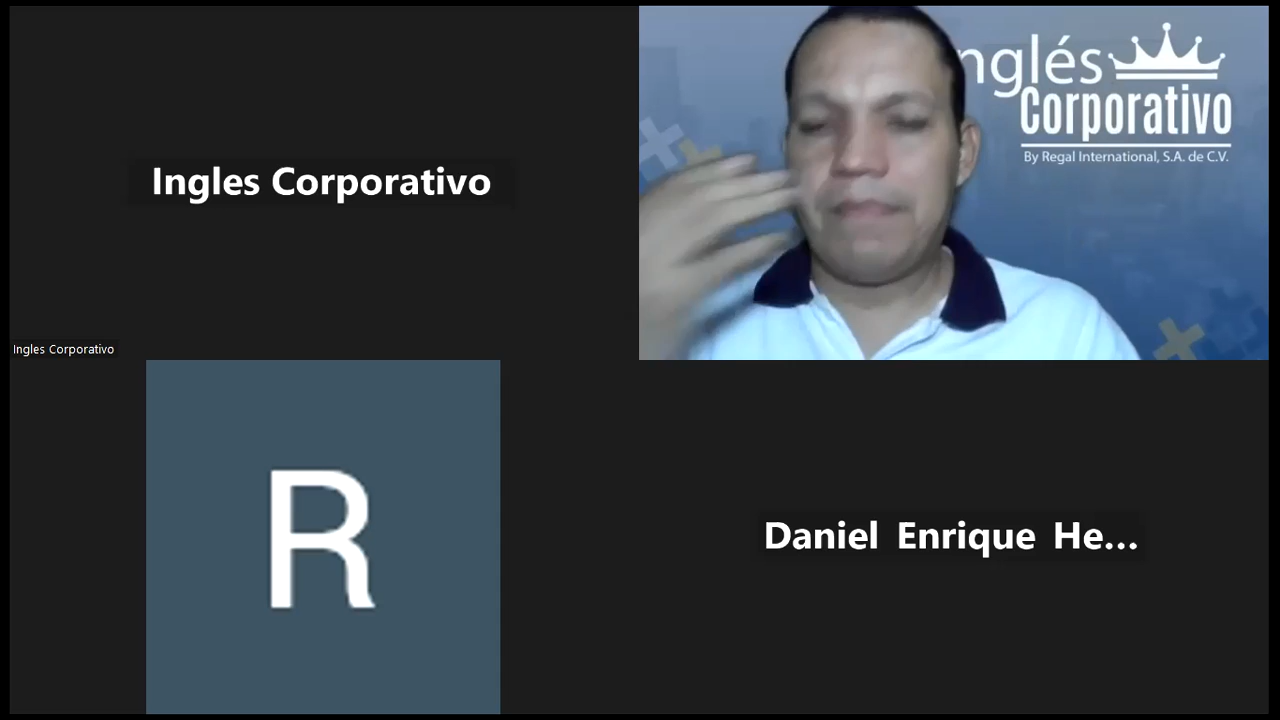 Ingles Corporativo
Inglés
Corporativo
By Regal International, S.A. de C.V.
Ingles Corporativo
R
Daniel Enrique He...